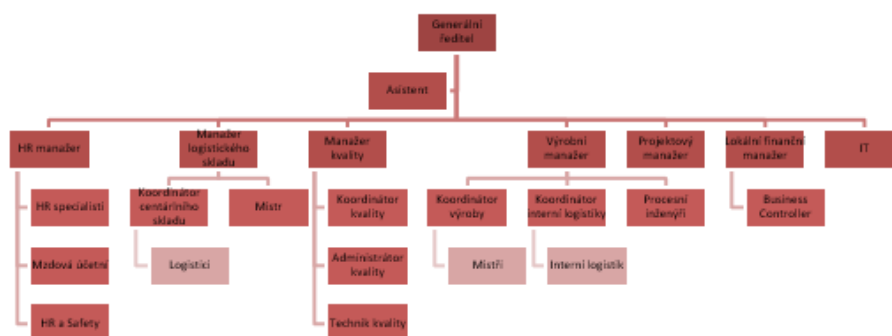 Generální
ředitel
Asistent
HR manažer
Manažer
logistického
skladu
Manažer
kvality
Výrobní
manažer
Projektový
manažer
Lokální finanční
manažer
IT
HR specialisti
Koordinátor
centárlního
skladu
Mistr
Koordinátor
kvality
Koordinátor
výroby
Koordinátor
interní logistiky
Procesní
inženýři
Business
Controller
Mzdová účetní
Logistici
Administrátor
kvality
Mistři
Interní logistik
HR a Safety
Technik kvality